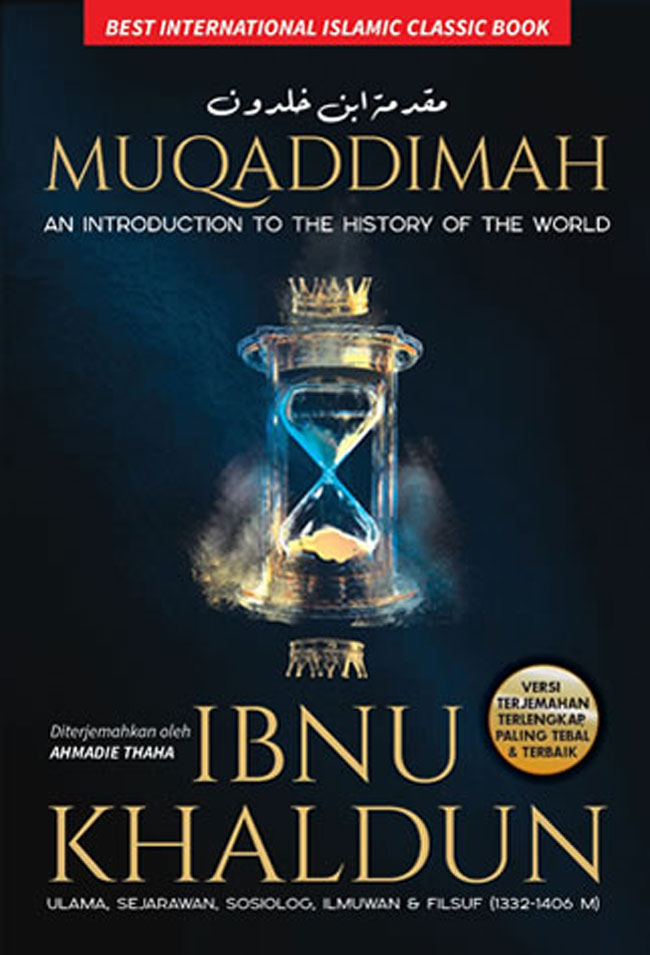 BEST INTERNATIONAL ISLAMIC CLASSIC BOOK
مقدمة ابن خلدون
MUQADDIMAH
AN INTRODUCTION TO THE HISTORY OF THE WORLD
VERSI
TERJEMAHAN
TERLENGKAP,
PALING TEBAL
& TERBAIK
Diterjemahkan oleh
AHMADIE THAHA
IBNU
KHALDUN
ULAMA, SEJARAWAN, SOSIOLOG, ILMUWAN & FILSUF (1332-1406 M)